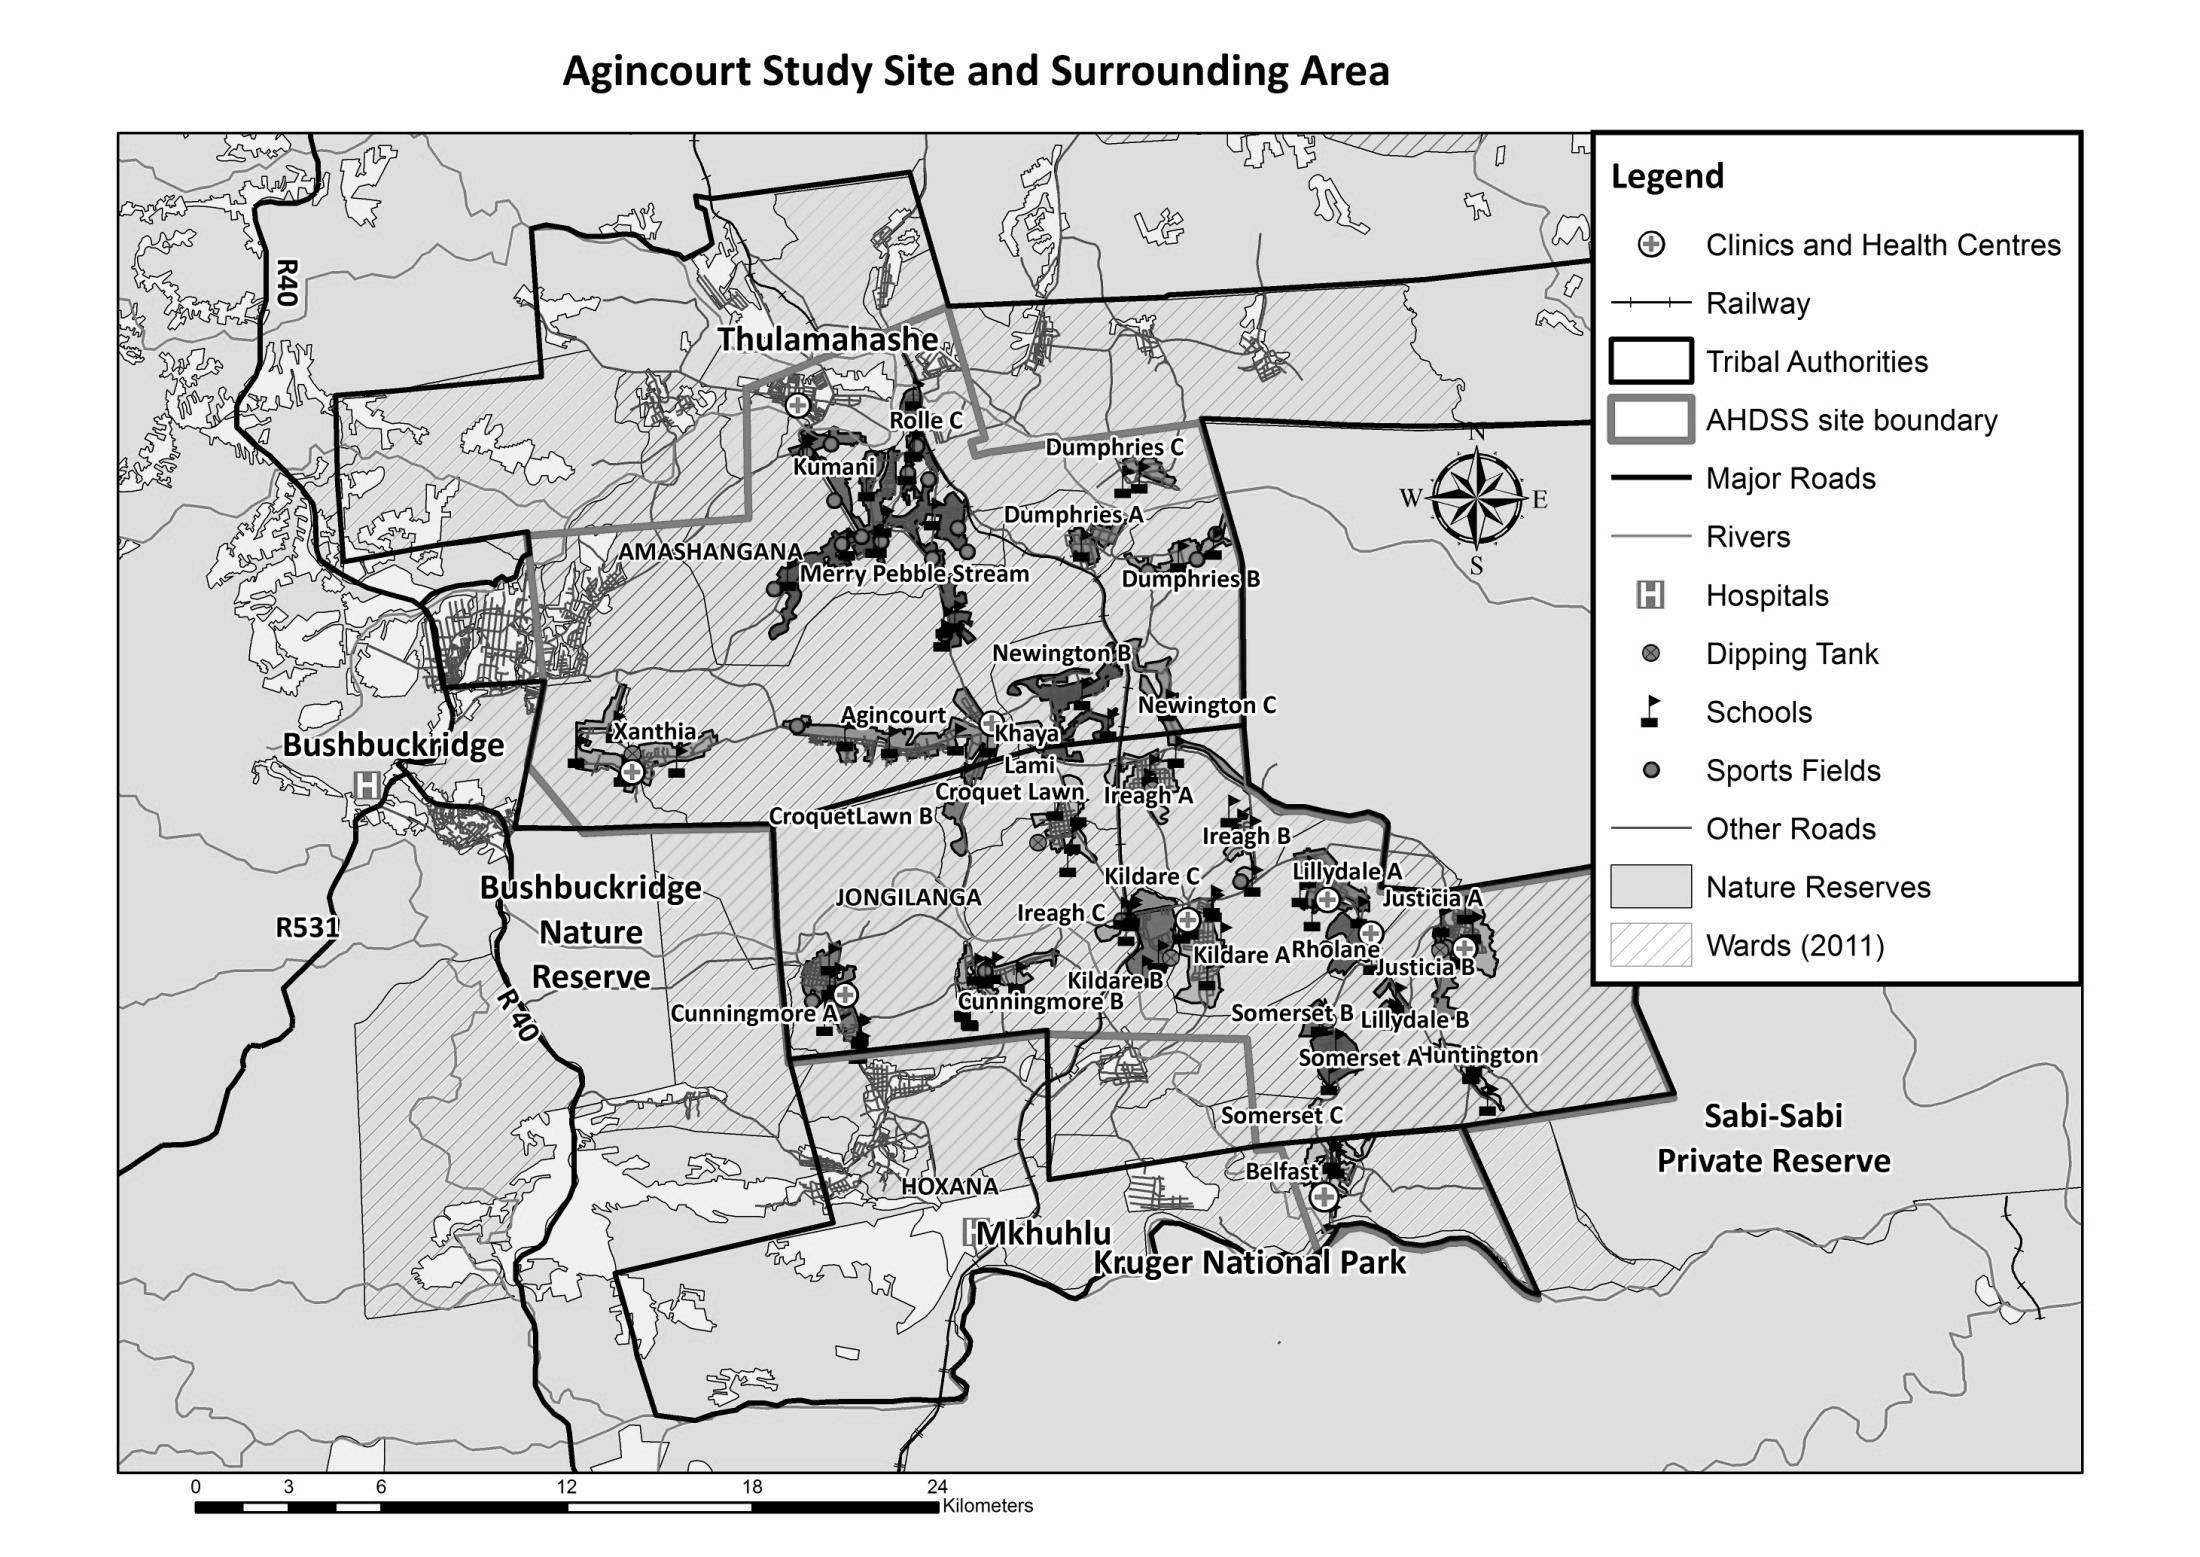 Agincourt Study Site and Surrounding Area
Legend
Clinics and Health Centres
Railway
Tribal Authorities
AHDSS site boundary
Major Roads
Rivers
Hospitals
Dipping Tank
Schools
Sports Fields
Other Roads
Nature Reserves
Wards (2011)
N
W
E
S
R40
Thulamahashe
Rolle C
Kumani
Dumphries C
Dumphries A
AMASHANGANA
Merry Pebble Stream
Dumphries B
Newington B
Newington C
Agincourt
Xanthia
Khaya
Lami
Bushbuckridge
H
Croquet Lawn
Ireagh A
CroquetLawn B
Ireagh B
Lillydale A
Kildare C
Justicia A
Bushbuckridge
Nature
Reserve
JONGILANGA
Ireagh C
R531
Kildare A
Rholane
Justicia B
Kildare B
Cunningmore B
Cunningmore A
Somerset B
Lillydale B
R 40
Somerset A
Huntington
Somerset C
Sabi-Sabi
Private Reserve
Belfast
HOXANA
H
Mkhuhlu
Kruger National Park
0 3 6 12 18 24
Kilometers